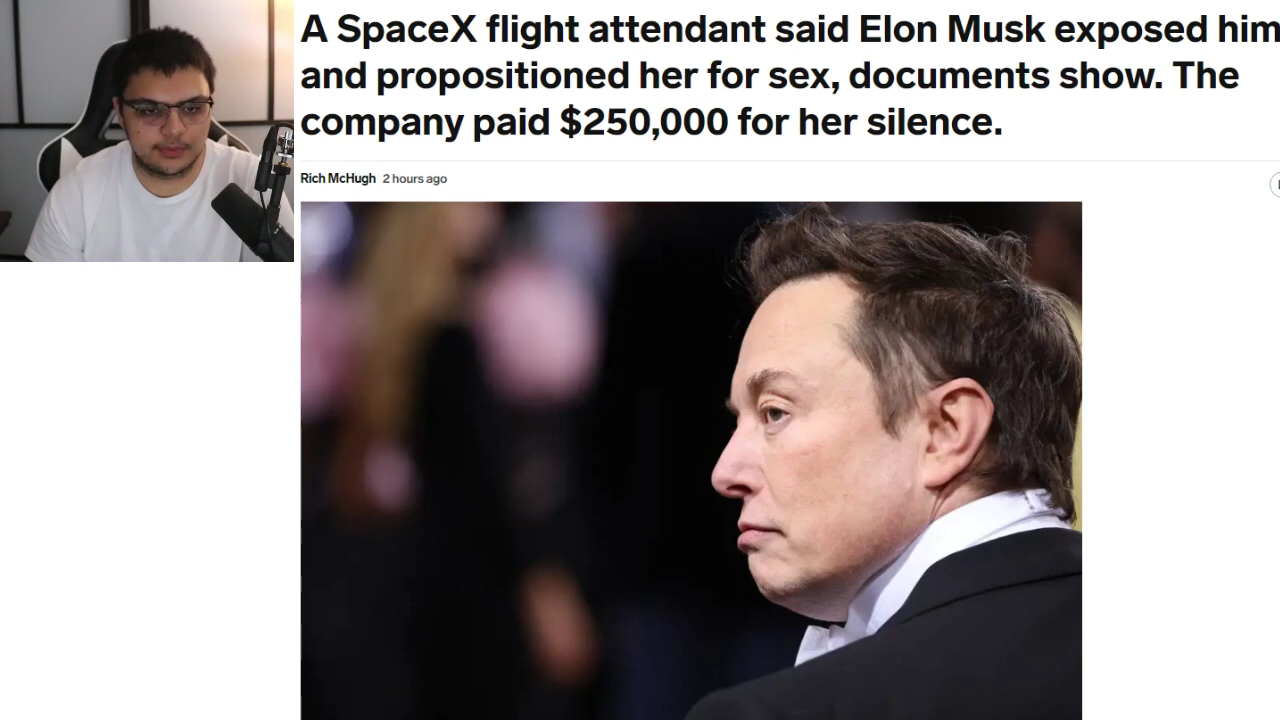 A SpaceX flight attendant said Elon Musk exposed him
and propositioned her for sex, documents show. The
company paid $250,000 for her silence.
Rich McHugh 2 hours ago